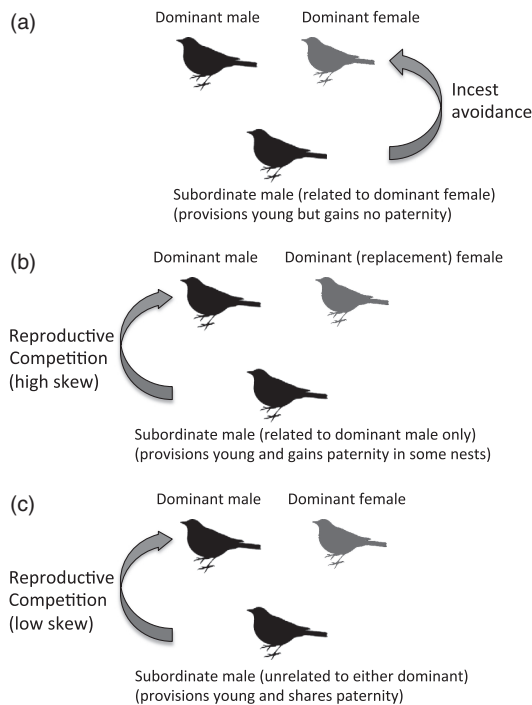 (a)
Dominant male Dominant female
Incest
avoidance
Subordinate male (related to dominant female)
(provisions young but gains no paternity)
(b)
Dominant male Dominant (replacement) female
Reproductive
Competition
(high skew)
Subordinate male (related to dominant male only)
(provisions young and gains paternity in some nests)
(c)
Dominant male Dominant female
Reproductive
Competition
(low skew)
Subordinate male (unrelated to either dominant)
(provisions young and shares paternity)